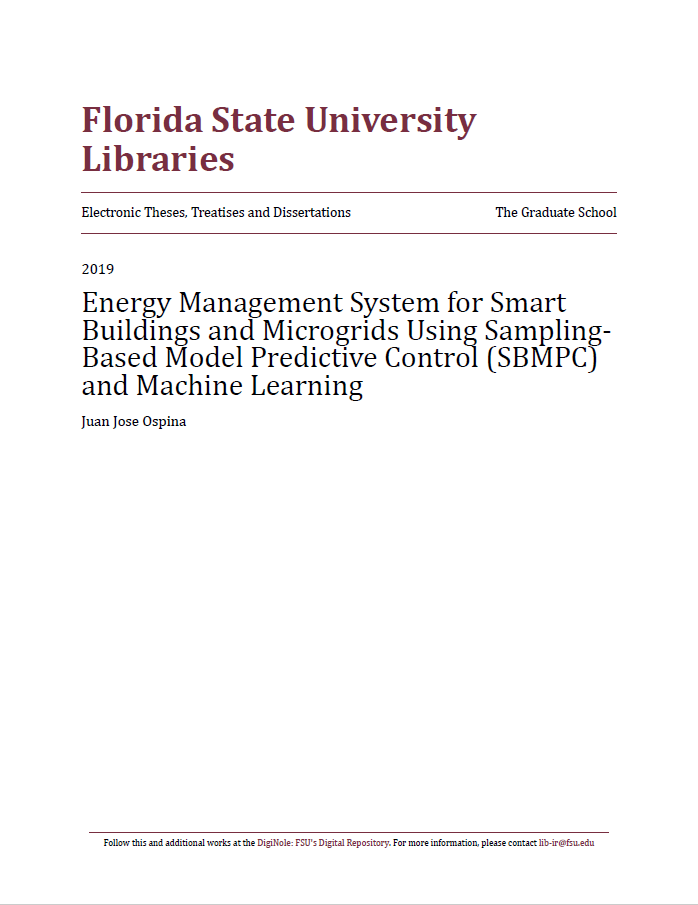 Florida State University
Libraries
Electronic Theses, Treatises and Dissertations The Graduate School
2019
Energy Management System for Smart
Buildings and Microgrids Using Sampling-
Based Model Predictive Control (SBMPC)
and Machine Learning
Juan Jose Ospina
Follow this and additional works at the DigiNole: FSU's Digital Repository. For more information, please contact lib-ir@fsu.edu